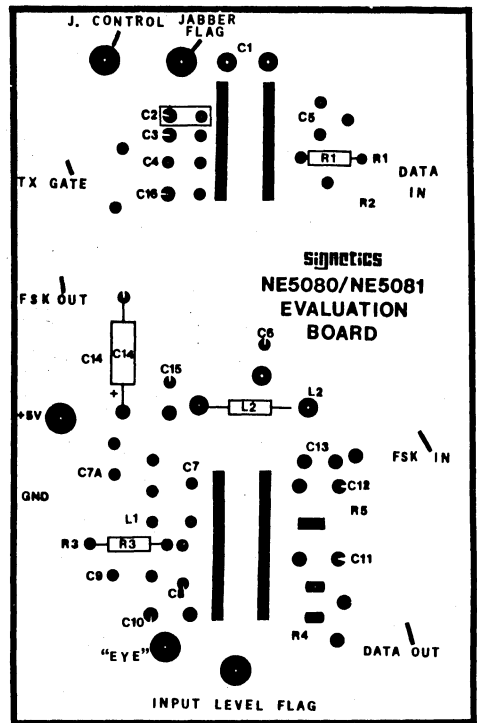 J. CONTROL
JABBER
FLAG
C1
C2
C3
C4
C5
R1 R1
TX GATE
C16
DATA
IN
R2
signetics
NE5080/NE5081
EVALUATION
BOARD
FSK OUT
C6
C14 C14
C15
+
L2 L2
+5V
C13
FSK IN
C7A
C7
C12
GND
R5
L1
R3 R3
C11
C9
C8
C10
R4
"EYE"
DATA OUT
INPUT LEVEL FLAG